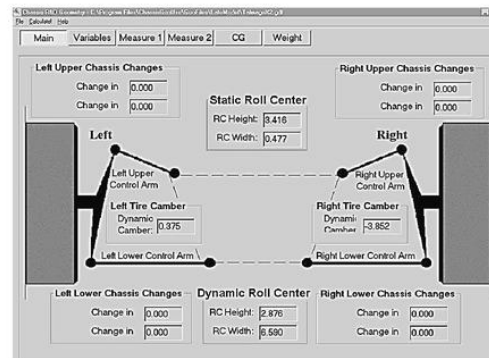 File Calculate! Help
Main Variables Measure 1 Measure 2 CG Weight
Left Upper Chassis Changes
Change in 0.000
Change in 0.000
Right Upper Chassis Changes
Change in 0.000
Change in 0.000
Static Roll Center
RC Height: 3.416
RC Width: 0.477
Left
Right
Left Upper
Control Arm
Right Upper
Control Arm
Left Tire Camber
Dynamic
Camber: 0.375
Right Tire Camber
Dynamic
Camber: -3.852
Left Lower Control Arm
Right Lower Control Arm
Left Lower Chassis Changes
Change in 0.000
Change in 0.000
Dynamic Roll Center
RC Height: 2.876
RC Width: 6.590
Right Lower Chassis Changes
Change in 0.000
Change in 0.000